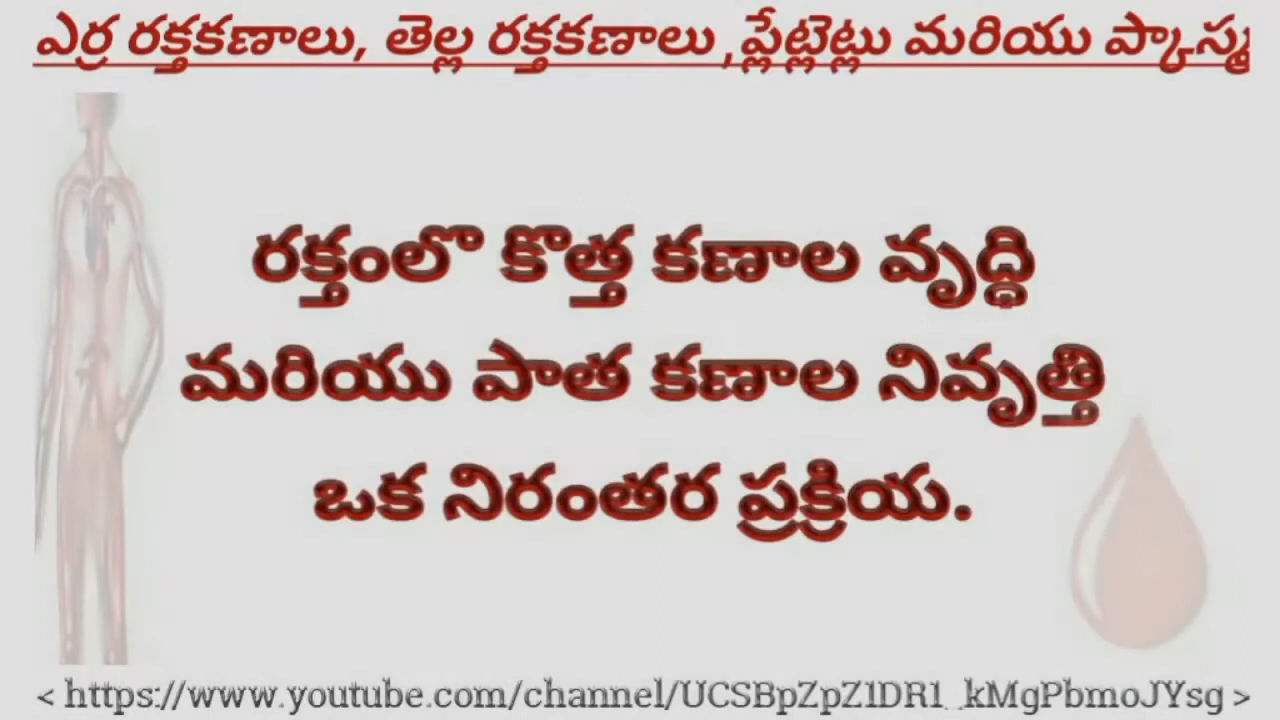 ఎర్ర రక్తకణాలు, తెల్ల రక్తకణాలు ,ప్లేట్లెట్లు మరియు ప్కాస్మ
రక్తంలొ కొత్త కణాల వృద్ధి
మరియు పాత కణాల నివృత్తి
ఒక నిరంతర ప్రక్రియ.
< https://www.youtube.com/channel/UCSBpZpZ1DR1_kMgPbmoJYsg >